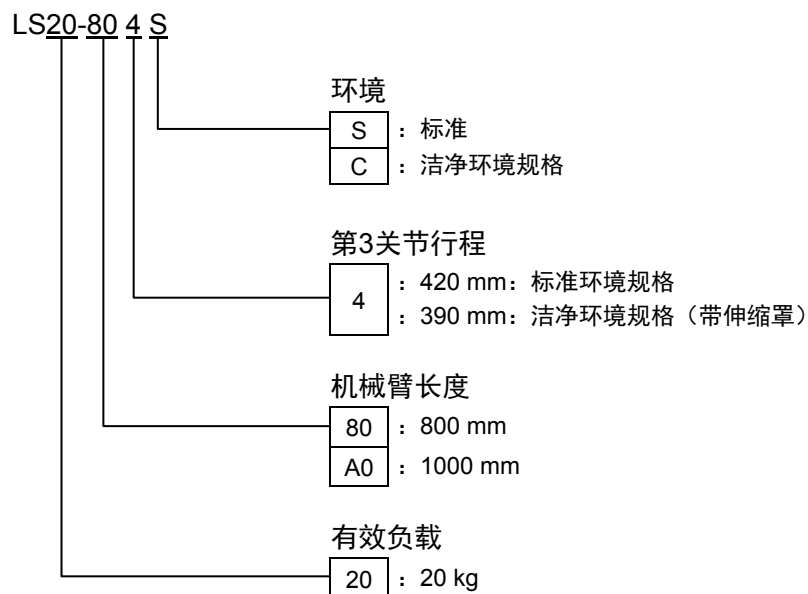 LS20-80 4 S
环境
S ：标准
C ：洁净环境规格
第3关节行程
4
：420 mm：标准环境规格
：390 mm：洁净环境规格（带伸缩罩）
机械臂长度
80 ：800 mm
A0 ：1000 mm
有效负载
20 ：20 kg